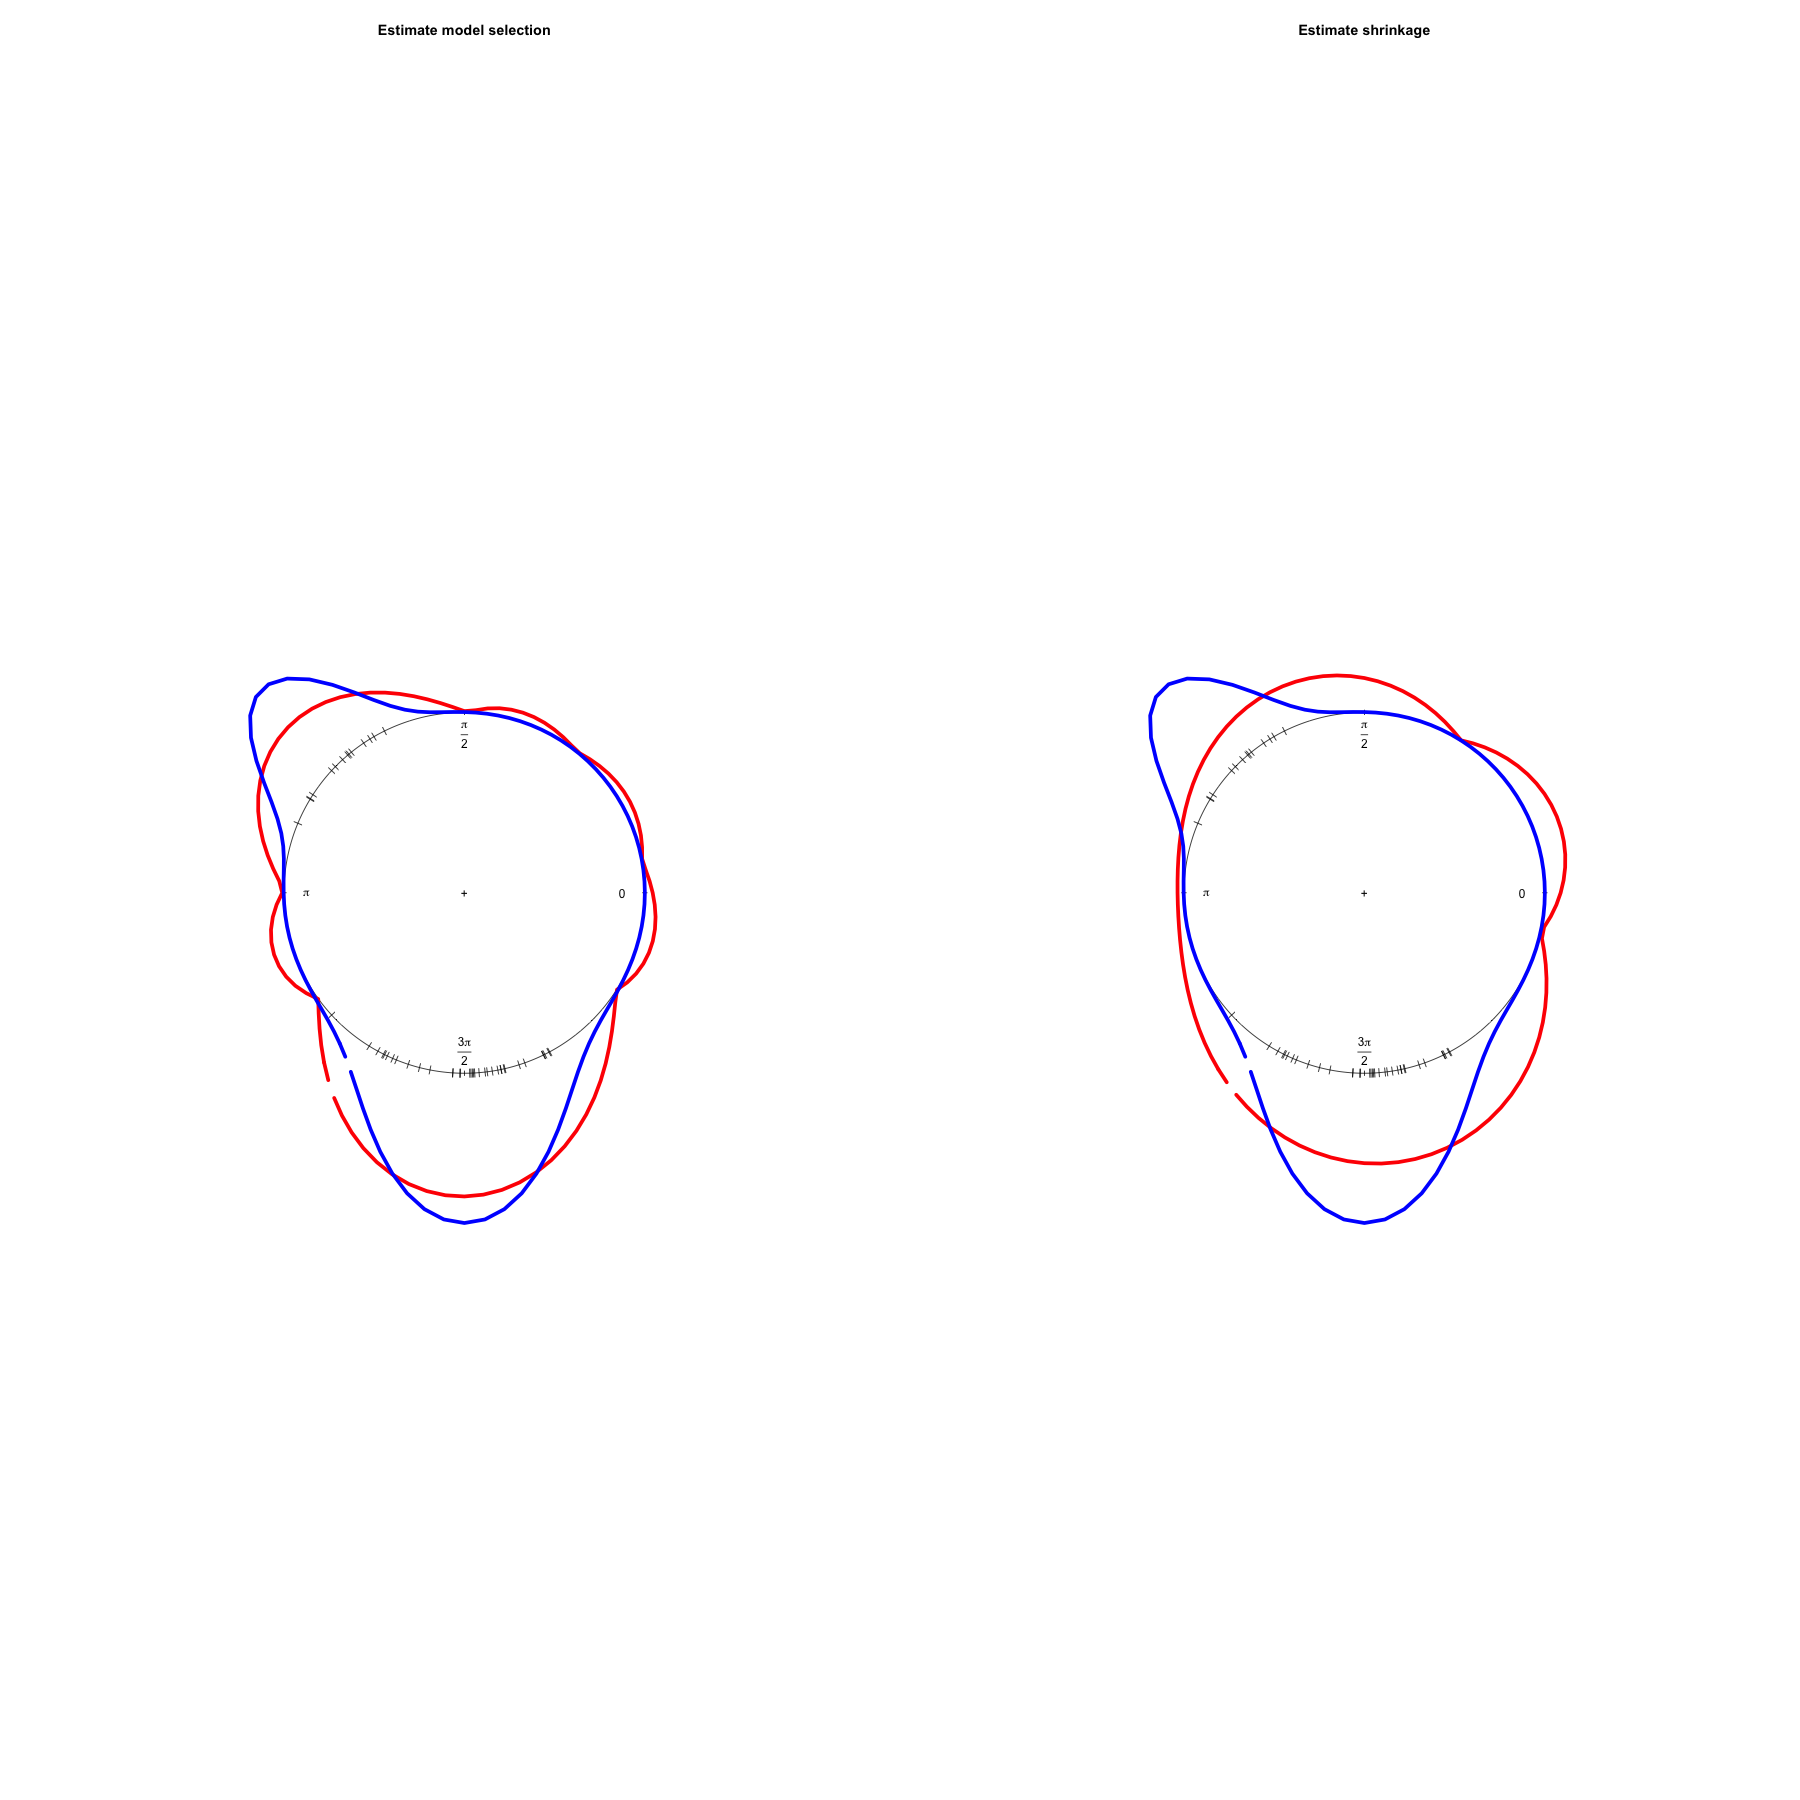 Estimate model selection
Estimate shrinkage
π
2
π
0
3π
2
+
π
2
π
0
3π
2
+